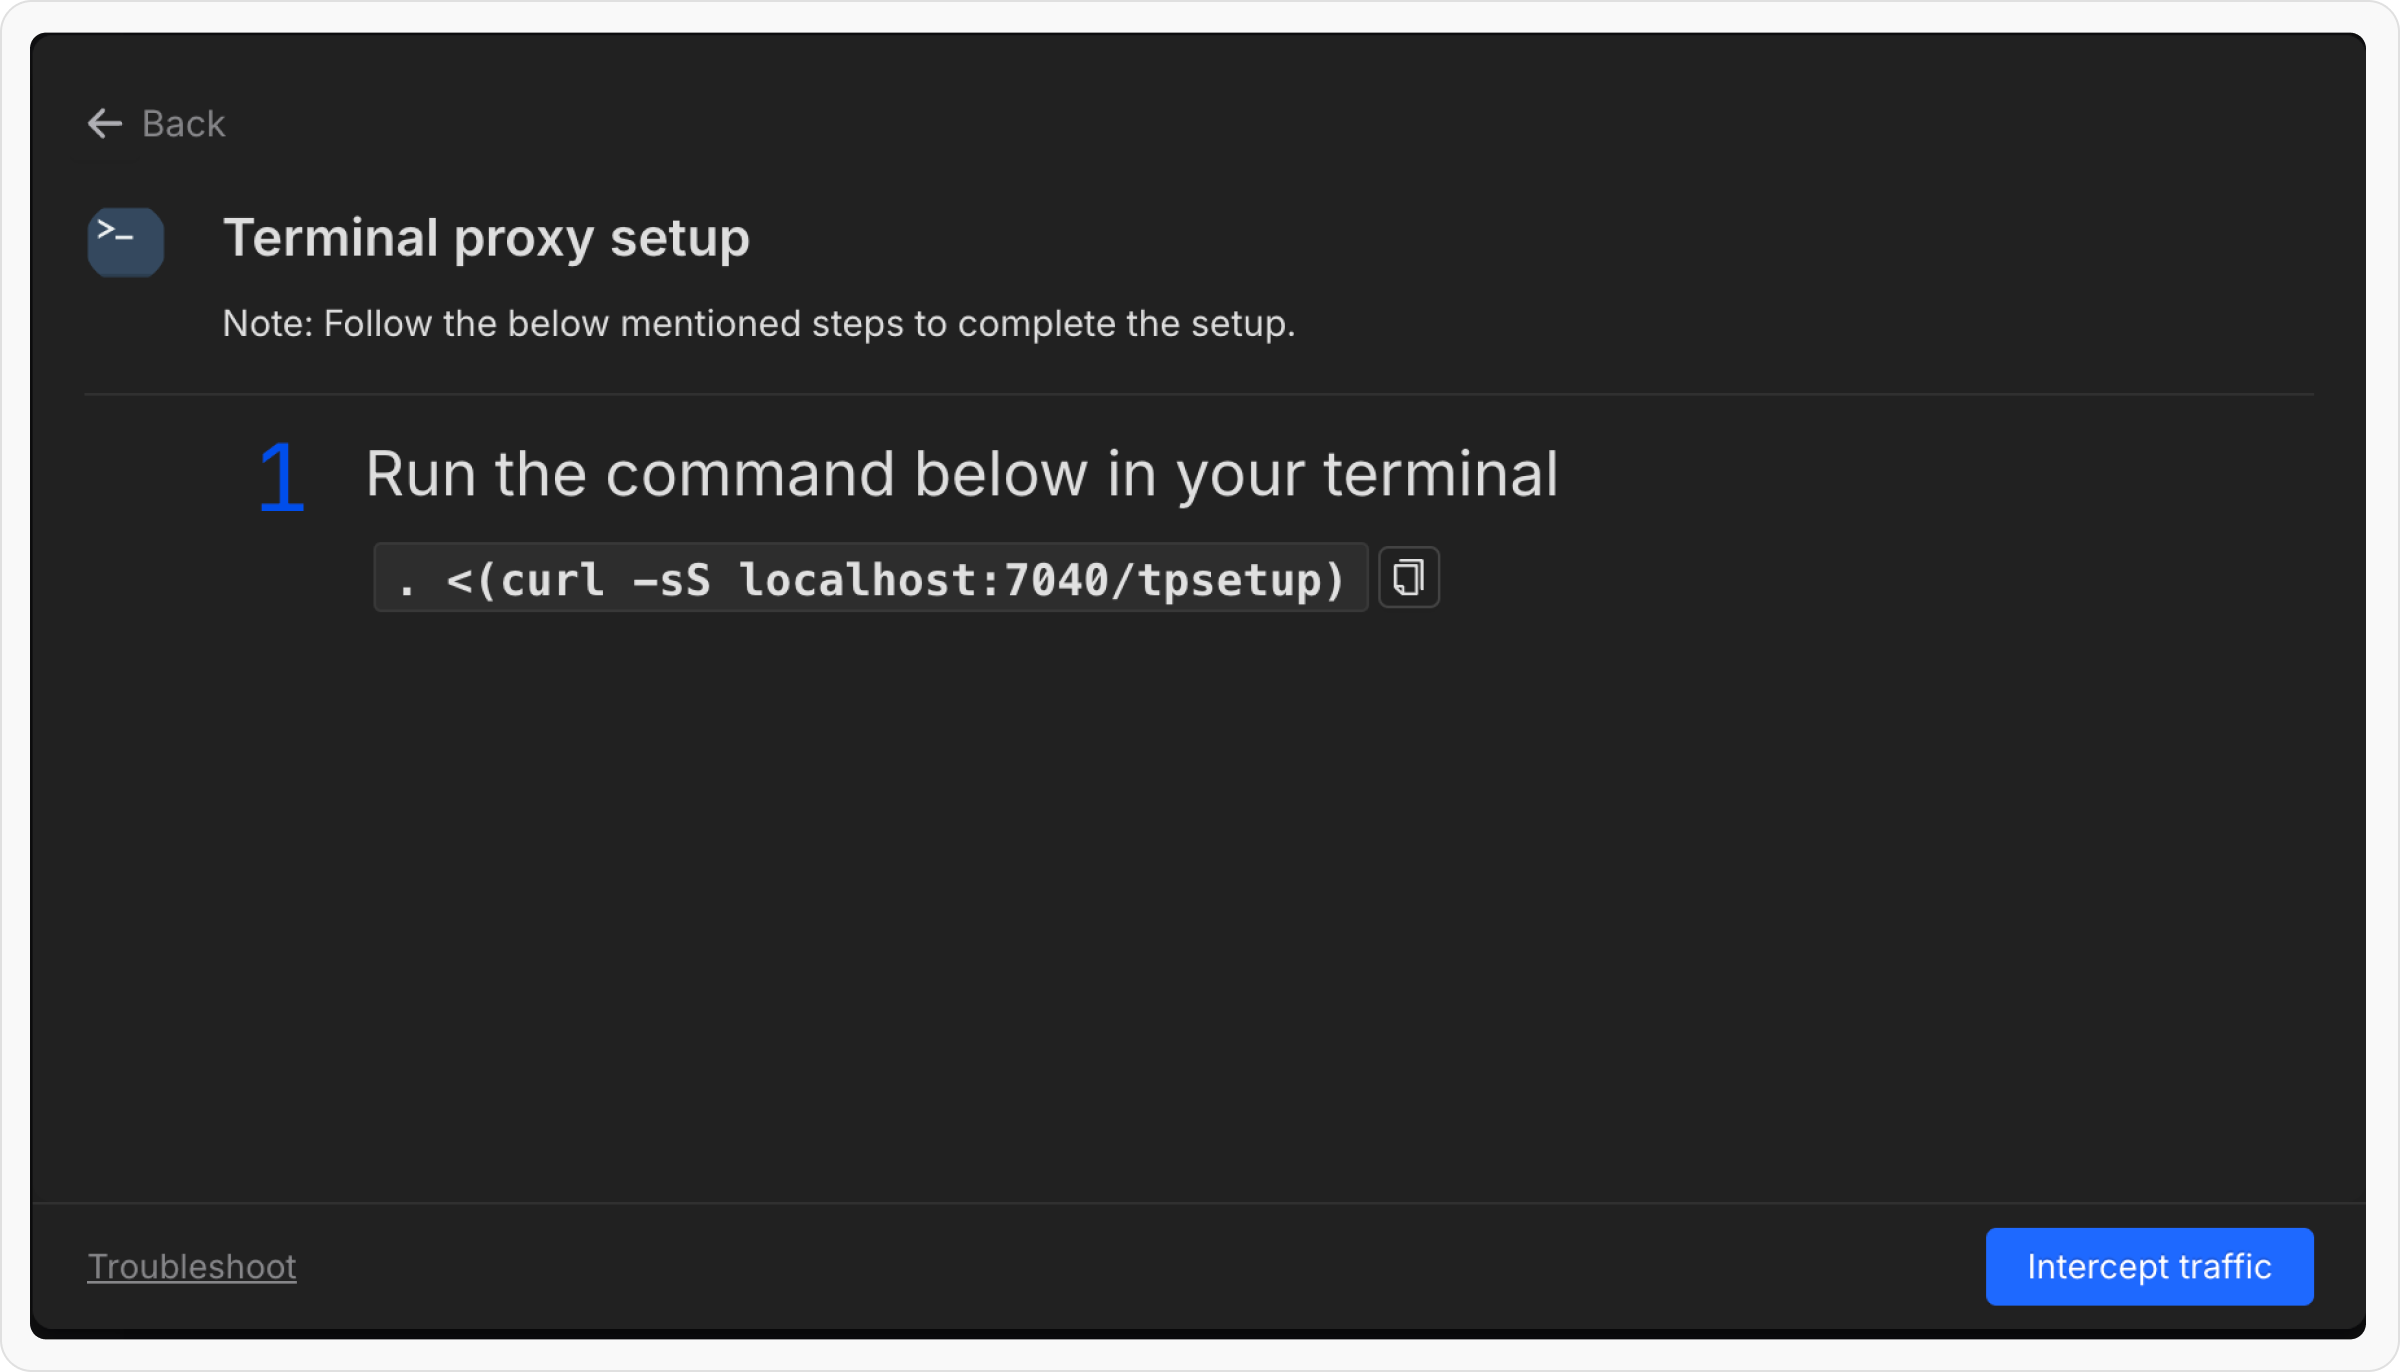 Back
>_
Terminal proxy setup
Note: Follow the below mentioned steps to complete the setup.
1 Run the command below in your terminal
. <(curl -sS localhost:7040/tpsetup)
Troubleshoot
Intercept traffic